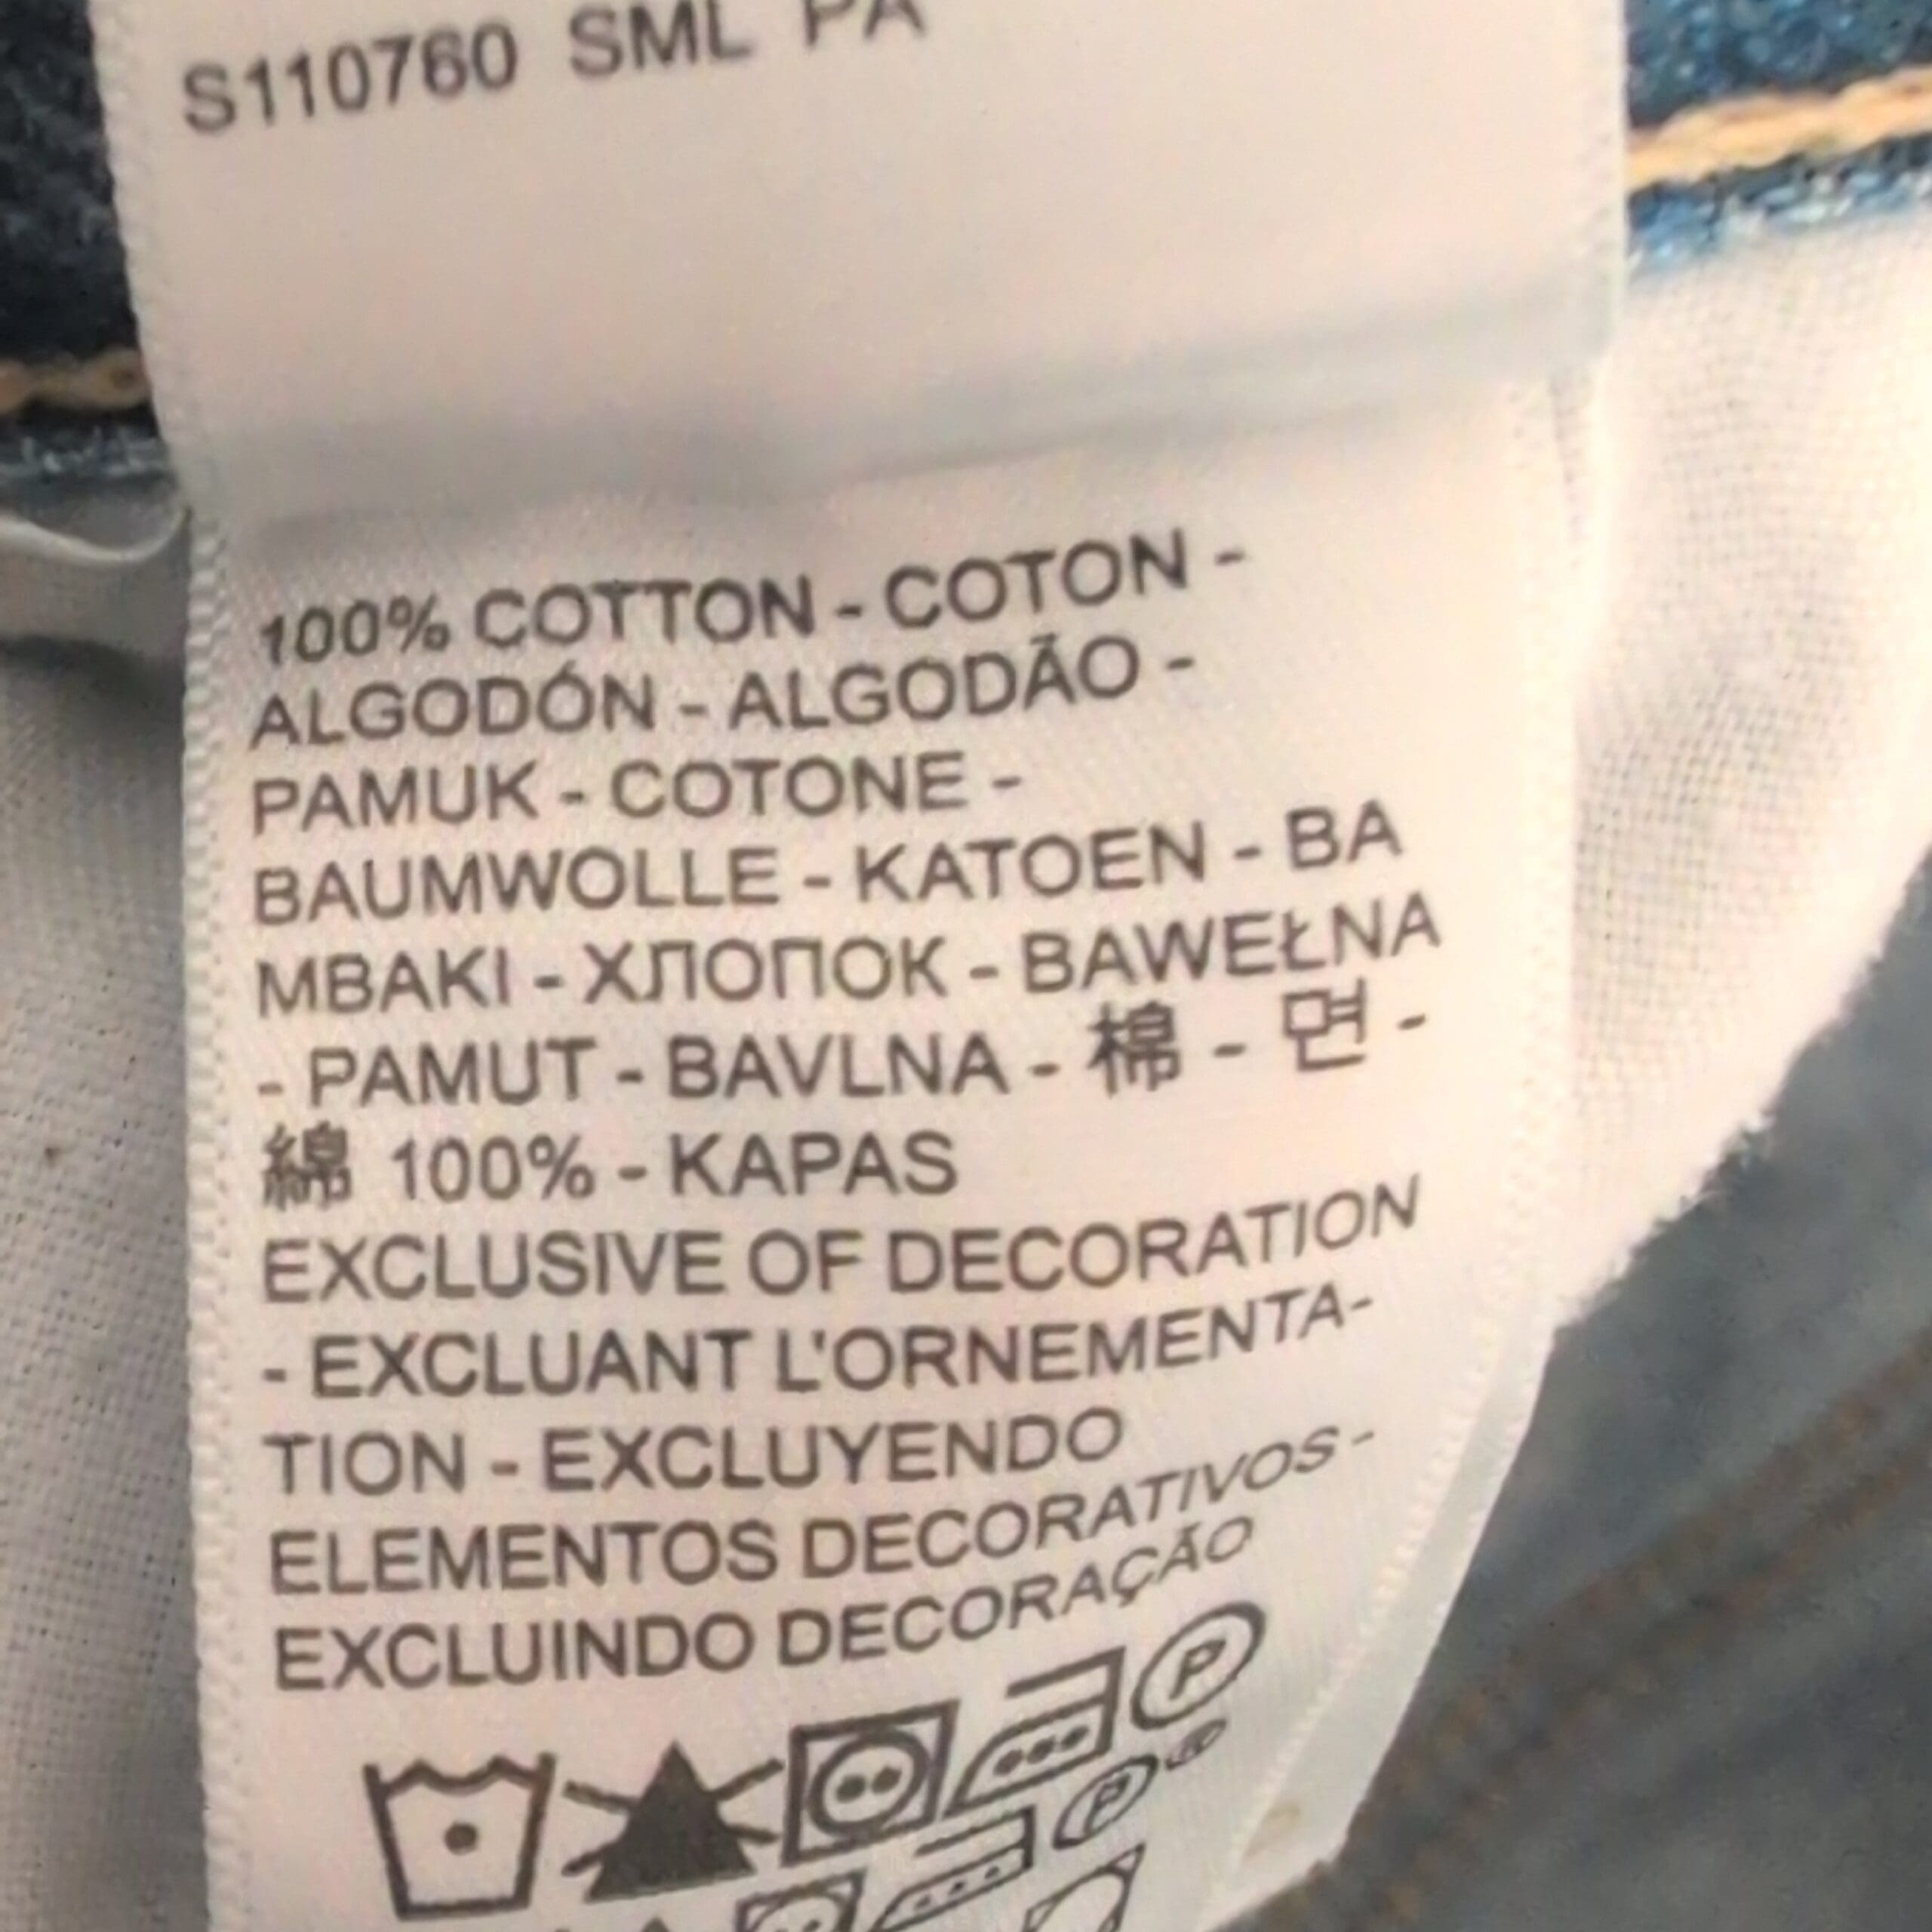 S110760 SML PA
100% COTTON - COTON -
ALGODÓN - ALGODÃO -
PAMUK - COTONE -
BAUMWOLLE - KATOEN - BA
MBAKI - ХЛОПОК - BAWEŁNA
- PAMUT - BAVLNA - 棉 - 면 -
綿 100% - KAPAS
EXCLUSIVE OF DECORATION
- EXCLUANT L'ORNEMENTA-
TION - EXCLUYENDO
ELEMENTOS DECORATIVOS -
EXCLUINDO DECORAÇÃO
P
P